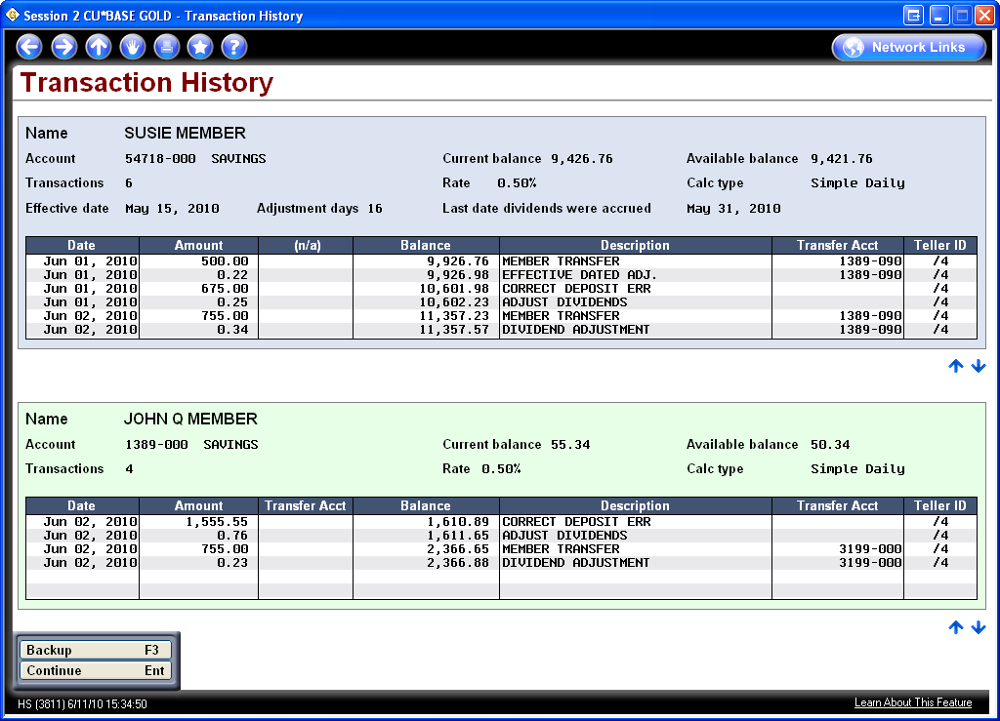 Session 2 CU*BASE GOLD - Transaction History
Network Links
Transaction History
Name SUSIE MEMBER
Account 54718-000 SAVINGS Current balance 9,426.76 Available balance 9,421.76
Transactions 6 Rate 0.50% Calc type Simple Daily
Effective date May 15, 2010 Adjustment days 16 Last date dividends were accrued May 31, 2010
Date Amount (n/a) Balance Description Transfer Acct Teller ID
Jun 01, 2010 500.00 9,926.76 MEMBER TRANSFER 1389-090 /4
Jun 01, 2010 0.22 9,926.98 EFFECTIVE DATED ADJ. 1389-090 /4
Jun 01, 2010 675.00 10,601.98 CORRECT DEPOSIT ERR /4
Jun 01, 2010 0.25 10,602.23 ADJUST DIVIDENDS /4
Jun 02, 2010 755.00 11,357.23 MEMBER TRANSFER 1389-090 /4
Jun 02, 2010 0.34 11,357.57 DIVIDEND ADJUSTMENT 1389-090 /4
Name JOHN Q MEMBER
Account 1389-000 SAVINGS Current balance 55.34 Available balance 50.34
Transactions 4 Rate 0.50% Calc type Simple Daily
Date Amount Transfer Acct Balance Description Transfer Acct Teller ID
Jun 02, 2010 1,555.55 1,610.89 CORRECT DEPOSIT ERR /4
Jun 02, 2010 0.76 1,611.65 ADJUST DIVIDENDS /4
Jun 02, 2010 755.00 2,366.65 MEMBER TRANSFER 3199-000 /4
Jun 02, 2010 0.23 2,366.88 DIVIDEND ADJUSTMENT 3199-000 /4
Backup F3
Continue Ent
HS (3811) 6/11/10 15:34:50 Learn About This Feature